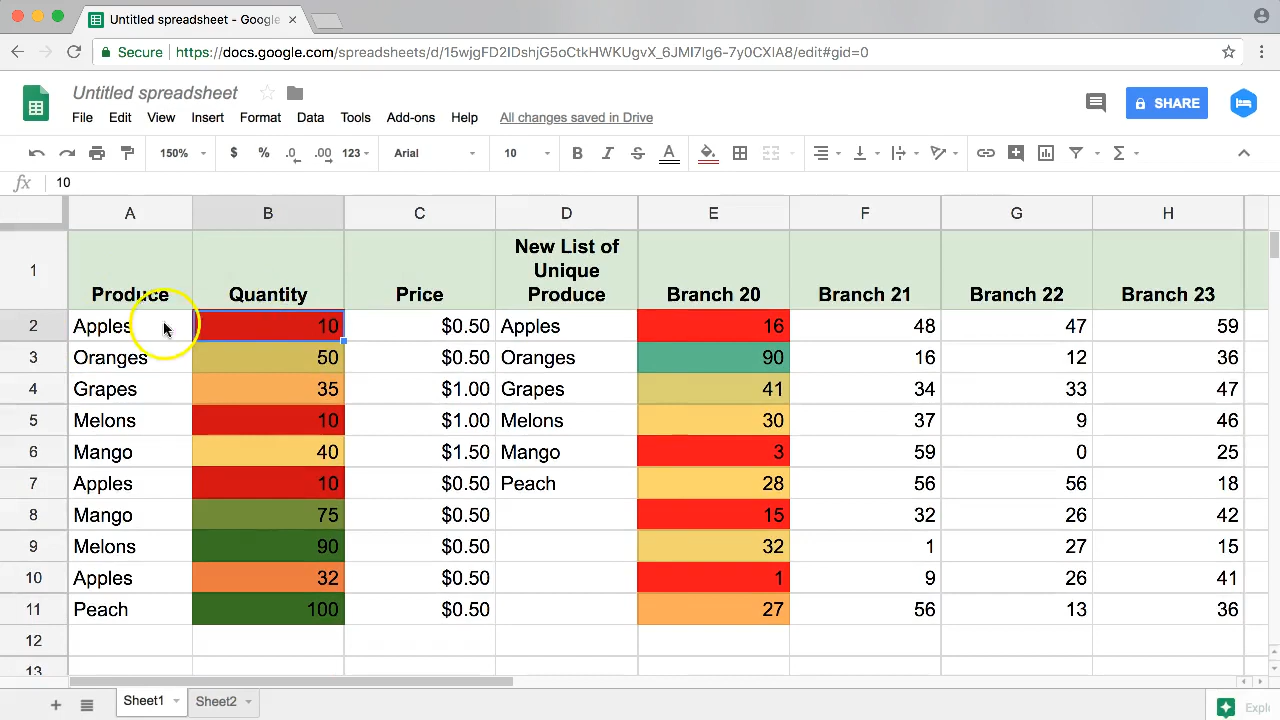 Untitled spreadsheet - Google
Secure https://docs.google.com/spreadsheets/d/15wjgFD2IDshjG5oCtkHWKUgvX_6JMI7Ig6-7y0CXIA8/edit#gid=0
Untitled spreadsheet
File Edit View Insert Format Data Tools Add-ons Help All changes saved in Drive
SHARE
150% $ % .0 .00 123 Arial 10 B I S A Σ
fx 10
A B C D E F G H
1 Produce Quantity Price New List of Unique Produce Branch 20 Branch 21 Branch 22 Branch 23
2 Apples 10 $0.50 Apples 16 48 47 59
3 Oranges 50 $0.50 Oranges 90 16 12 36
4 Grapes 35 $1.00 Grapes 41 34 33 47
5 Melons 10 $1.00 Melons 30 37 9 46
6 Mango 40 $1.50 Mango 3 59 0 25
7 Apples 10 $0.50 Peach 28 56 56 18
8 Mango 75 $0.50 15 32 26 42
9 Melons 90 $0.50 32 1 27 15
10 Apples 32 $0.50 1 9 26 41
11 Peach 100 $0.50 27 56 13 36
12
13
Sheet1 Sheet2 Explo